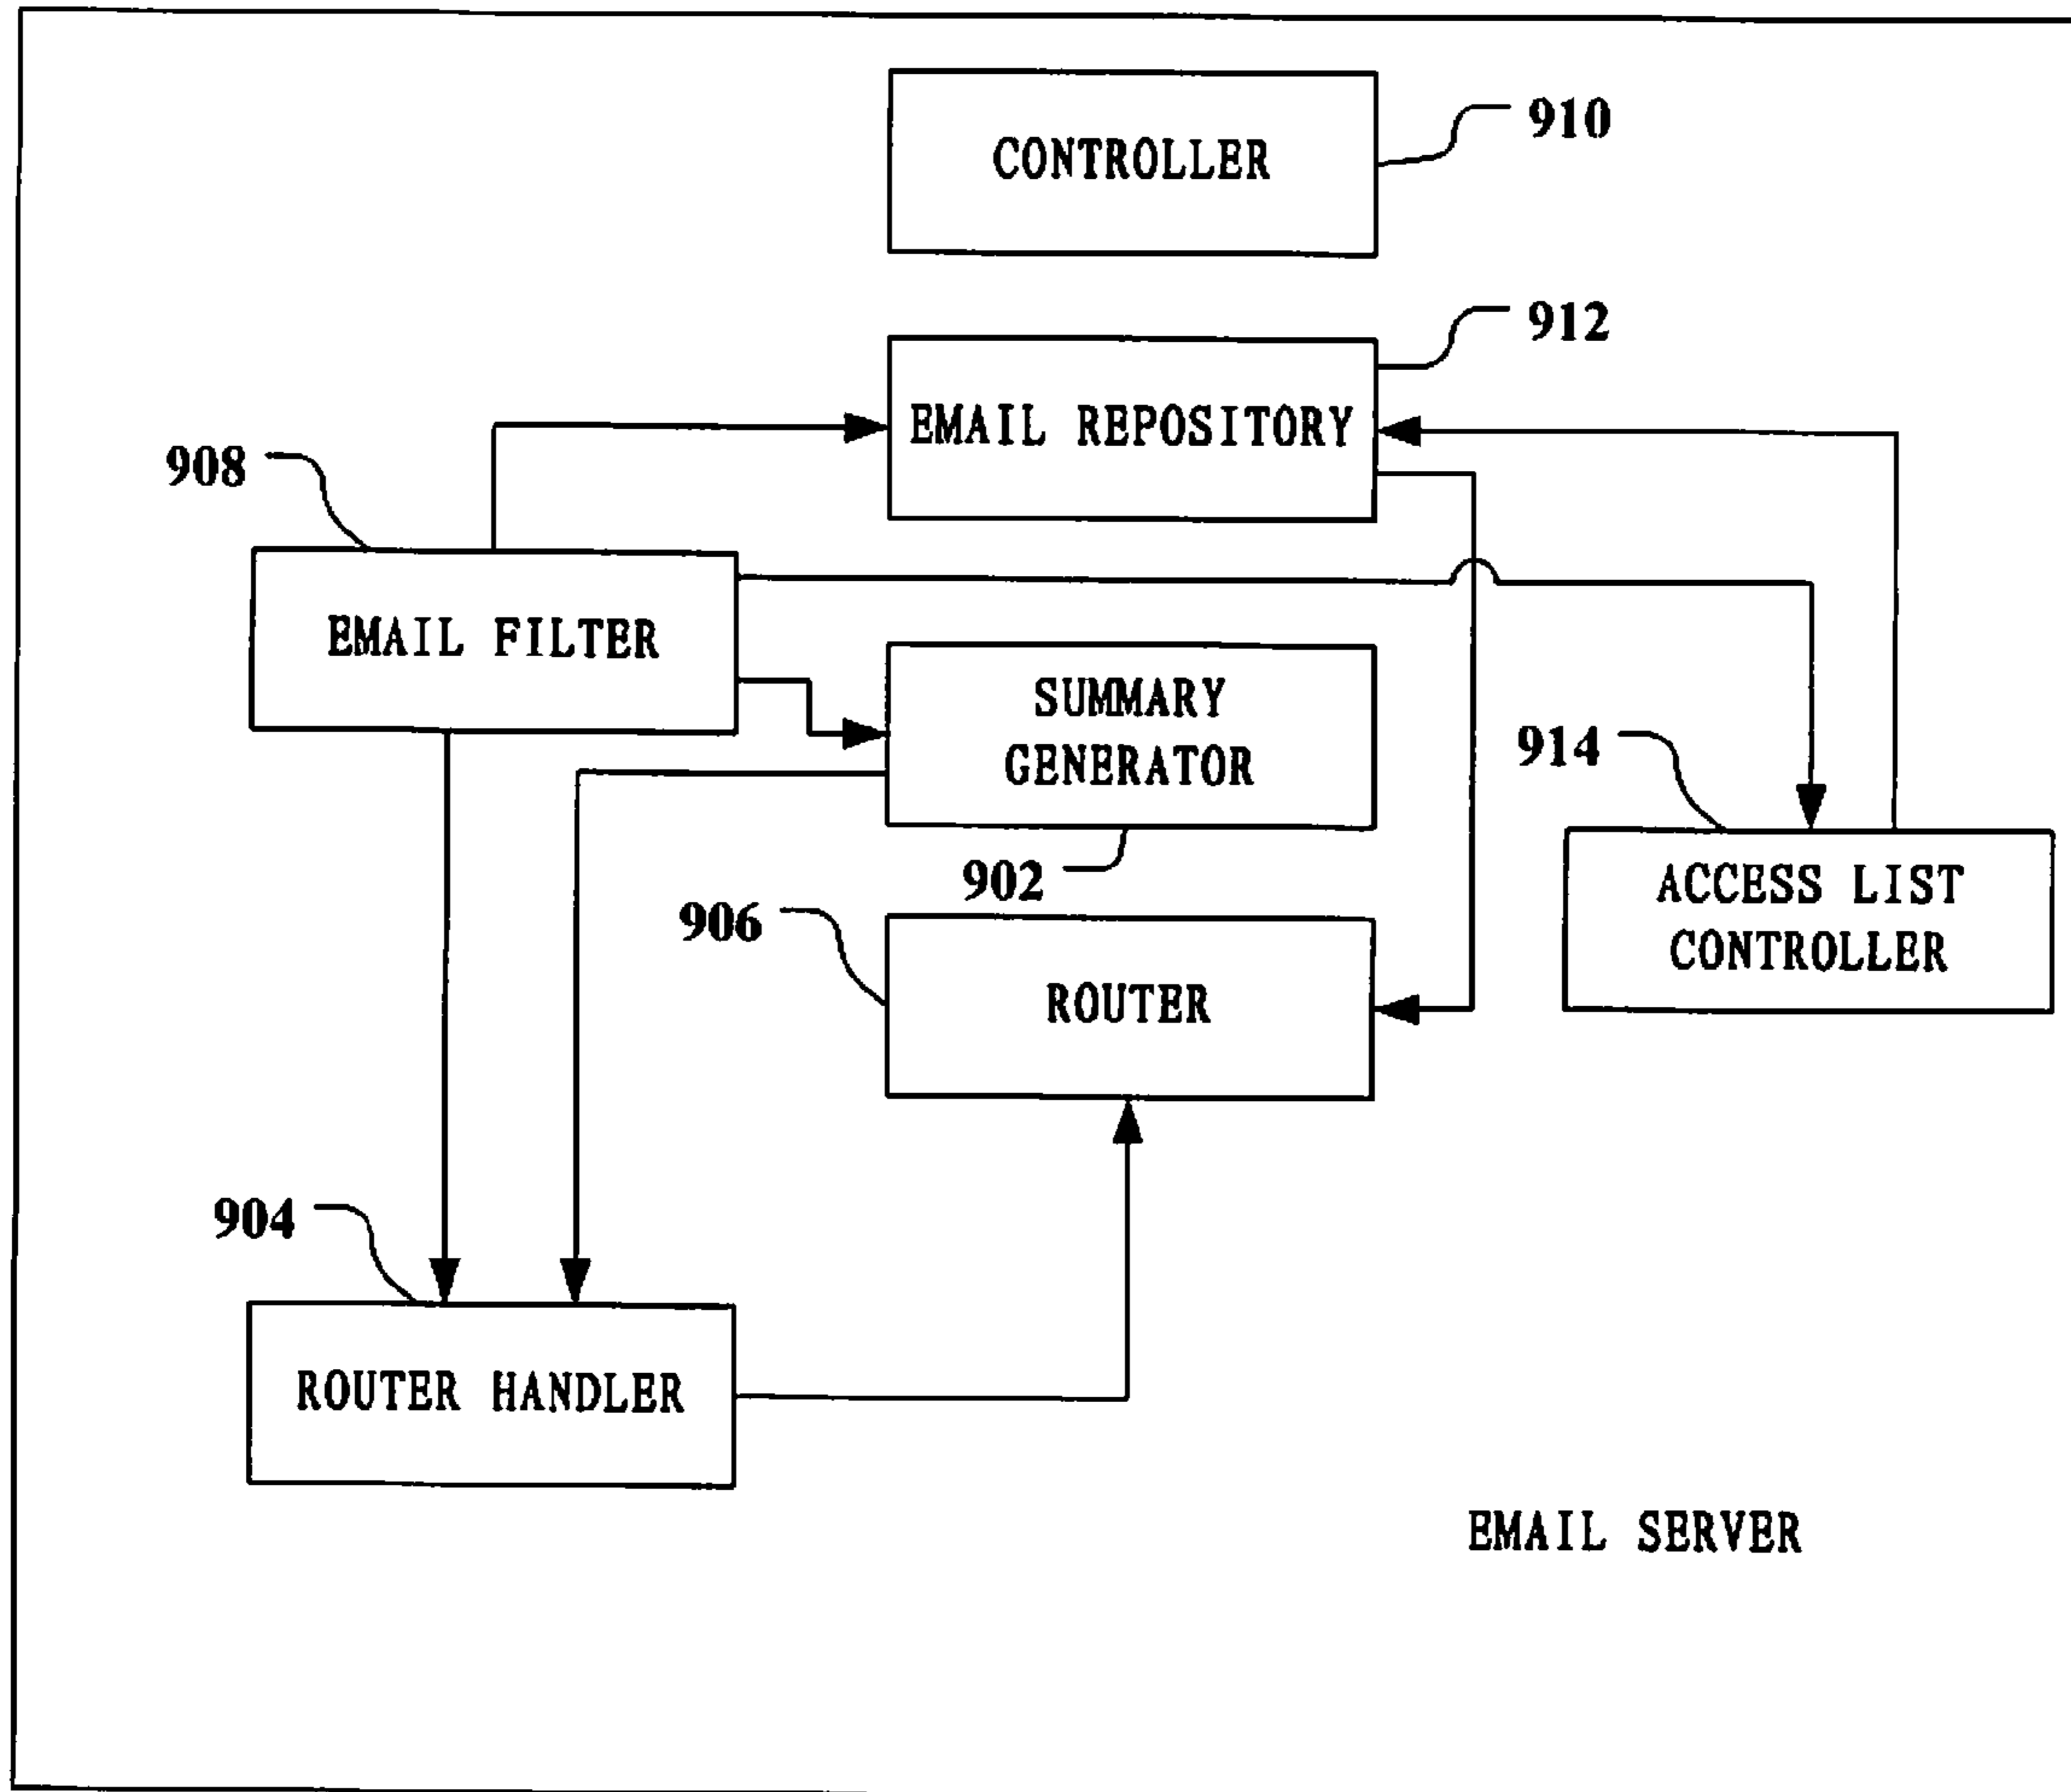 CONTROLLER
910
912
EMAIL REPOSITORY
908
EMAIL FILTER
SUMMARY
GENERATOR
902
914
ACCESS LIST
CONTROLLER
906
ROUTER
904
ROUTER HANDLER
EMAIL SERVER